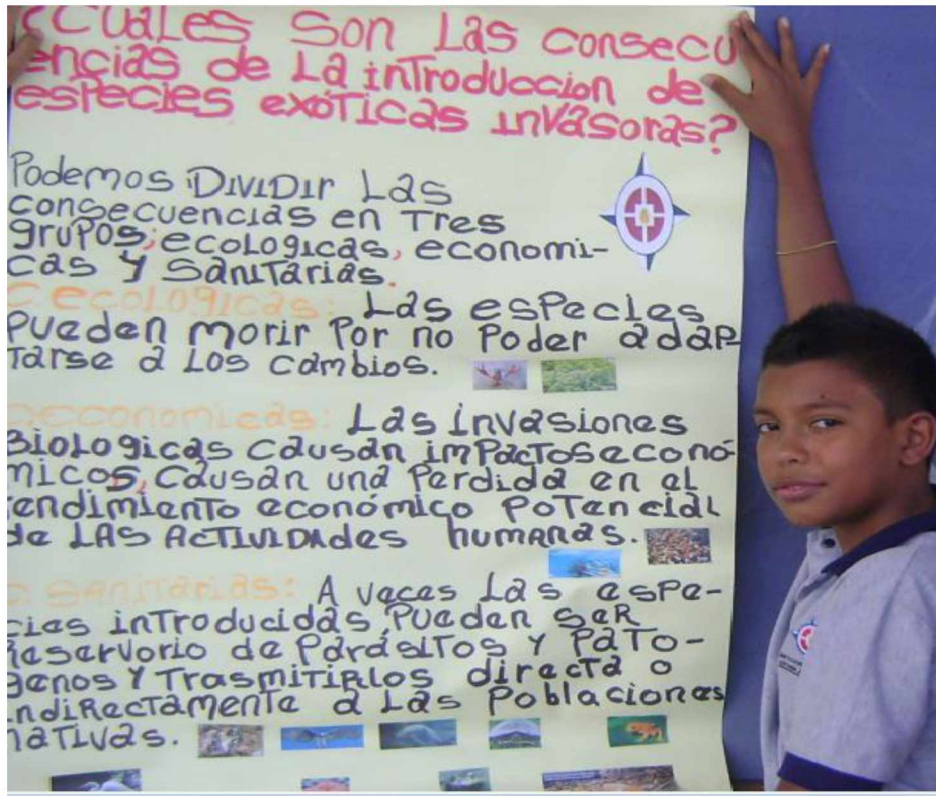 ¿CUALES SON LAS CONSECU
ENCIAS DE LA INTRODUCCION DE
ESPECIES EXÓTICAS INVASORAS?
PODEMOS DIVIDIR LAS
CONSECUENCIAS EN TRES
GRUPOS; ECOLOGICAS, ECONOMI-
CAS Y SANITARIAS.
C ECOLOGICAS: LAS ESPECIES
PUEDEN MORIR POR NO PODER ADAP
TARSE A LOS CAMBIOS.
C.ECONOMICAS: LAS INVASIONES
BIOLOGICAS CAUSAN IMPACTOS ECONÓ-
MICOS, CAUSAN UNA PERDIDA EN EL
RENDIMIENTO ECONÓMICO POTENCIAL
DE LAS ACTIVIDADES HUMANAS.
C SANITARIAS: A VECES LAS ESPE-
CIES INTRODUCIDAS, PUEDEN SER
RESERVORIO DE PARÁSITOS Y PATO-
GENOS Y TRASMITIRLOS DIRECTA O
INDIRECTAMENTE A LAS POBLACIONES
NATIVAS.